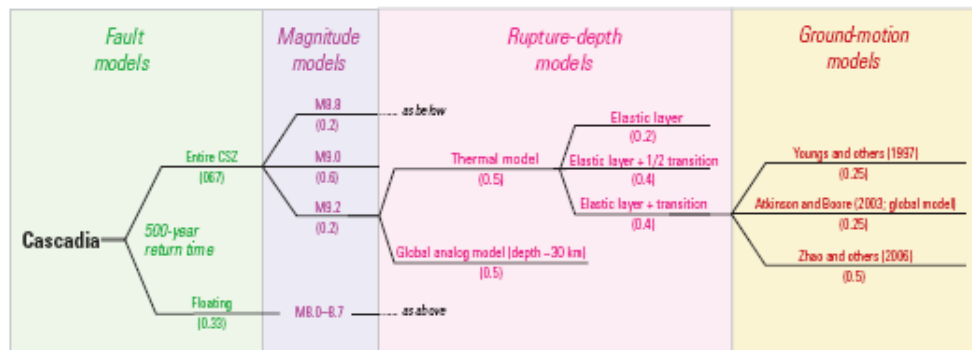 Fault
models
Magnitude
models
Rupture-depth
models
Ground-motion
models
Cascadia
500-year
return time
Entire CSZ
(067)
Floating
(0.33)
M8.8
(0.2)
as below
M9.0
(0.6)
M9.2
(0.2)
M8.0–8.7
as above
Thermal model
(0.5)
Global analog model (depth ~30 km)
(0.5)
Elastic layer
(0.2)
Elastic layer + 1/2 transition
(0.4)
Elastic layer + transition
(0.4)
Youngs and others (1997)
(0.25)
Atkinson and Boore (2003; global model)
(0.25)
Zhao and others (2006)
(0.5)